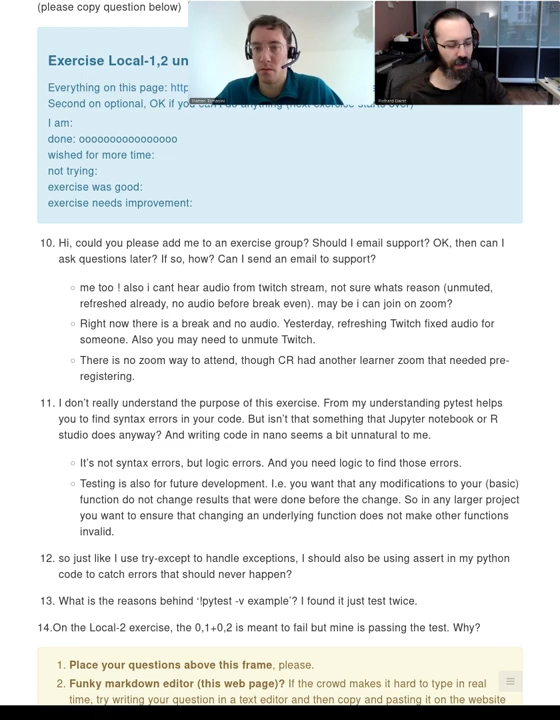 (please copy question below)
Exercise Local-1,2 un
Everything on this page: http
Second on optional, OK if you can't do anything (next exercise starts over)
I am:
done: oooooooooooooooo
wished for more time:
not trying:
exercise was good:
exercise needs improvement:
10. Hi, could you please add me to an exercise group? Should I email support? OK, then can I
ask questions later? If so, how? Can I send an email to support?
me too ! also i cant hear audio from twitch stream, not sure whats reason (unmuted,
refreshed already, no audio before break even). may be i can join on zoom?
Right now there is a break and no audio. Yesterday, refreshing Twitch fixed audio for
someone. Also you may need to unmute Twitch.
There is no zoom way to attend, though CR had another learner zoom that needed pre-
registering.
11. I don't really understand the purpose of this exercise. From my understanding pytest helps
you to find syntax errors in your code. But isn't that something that Jupyter notebook or R
studio does anyway? And writing code in nano seems a bit unnatural to me.
It's not syntax errors, but logic errors. And you need logic to find those errors.
Testing is also for future development. I.e. you want that any modifications to your (basic)
function do not change results that were done before the change. So in any larger project
you want to ensure that changing an underlying function does not make other functions
invalid.
12. so just like I use try-except to handle exceptions, I should also be using assert in my python
code to catch errors that should never happen?
13. What is the reasons behind '!pytest -v example'? I found it just test twice.
14.On the Local-2 exercise, the 0,1+0,2 is meant to fail but mine is passing the test. Why?
1. Place your questions above this frame, please.
2. Funky markdown editor (this web page)? If the crowd makes it hard to type in real
time, try writing your question in a text editor and then copy and pasting it on the website